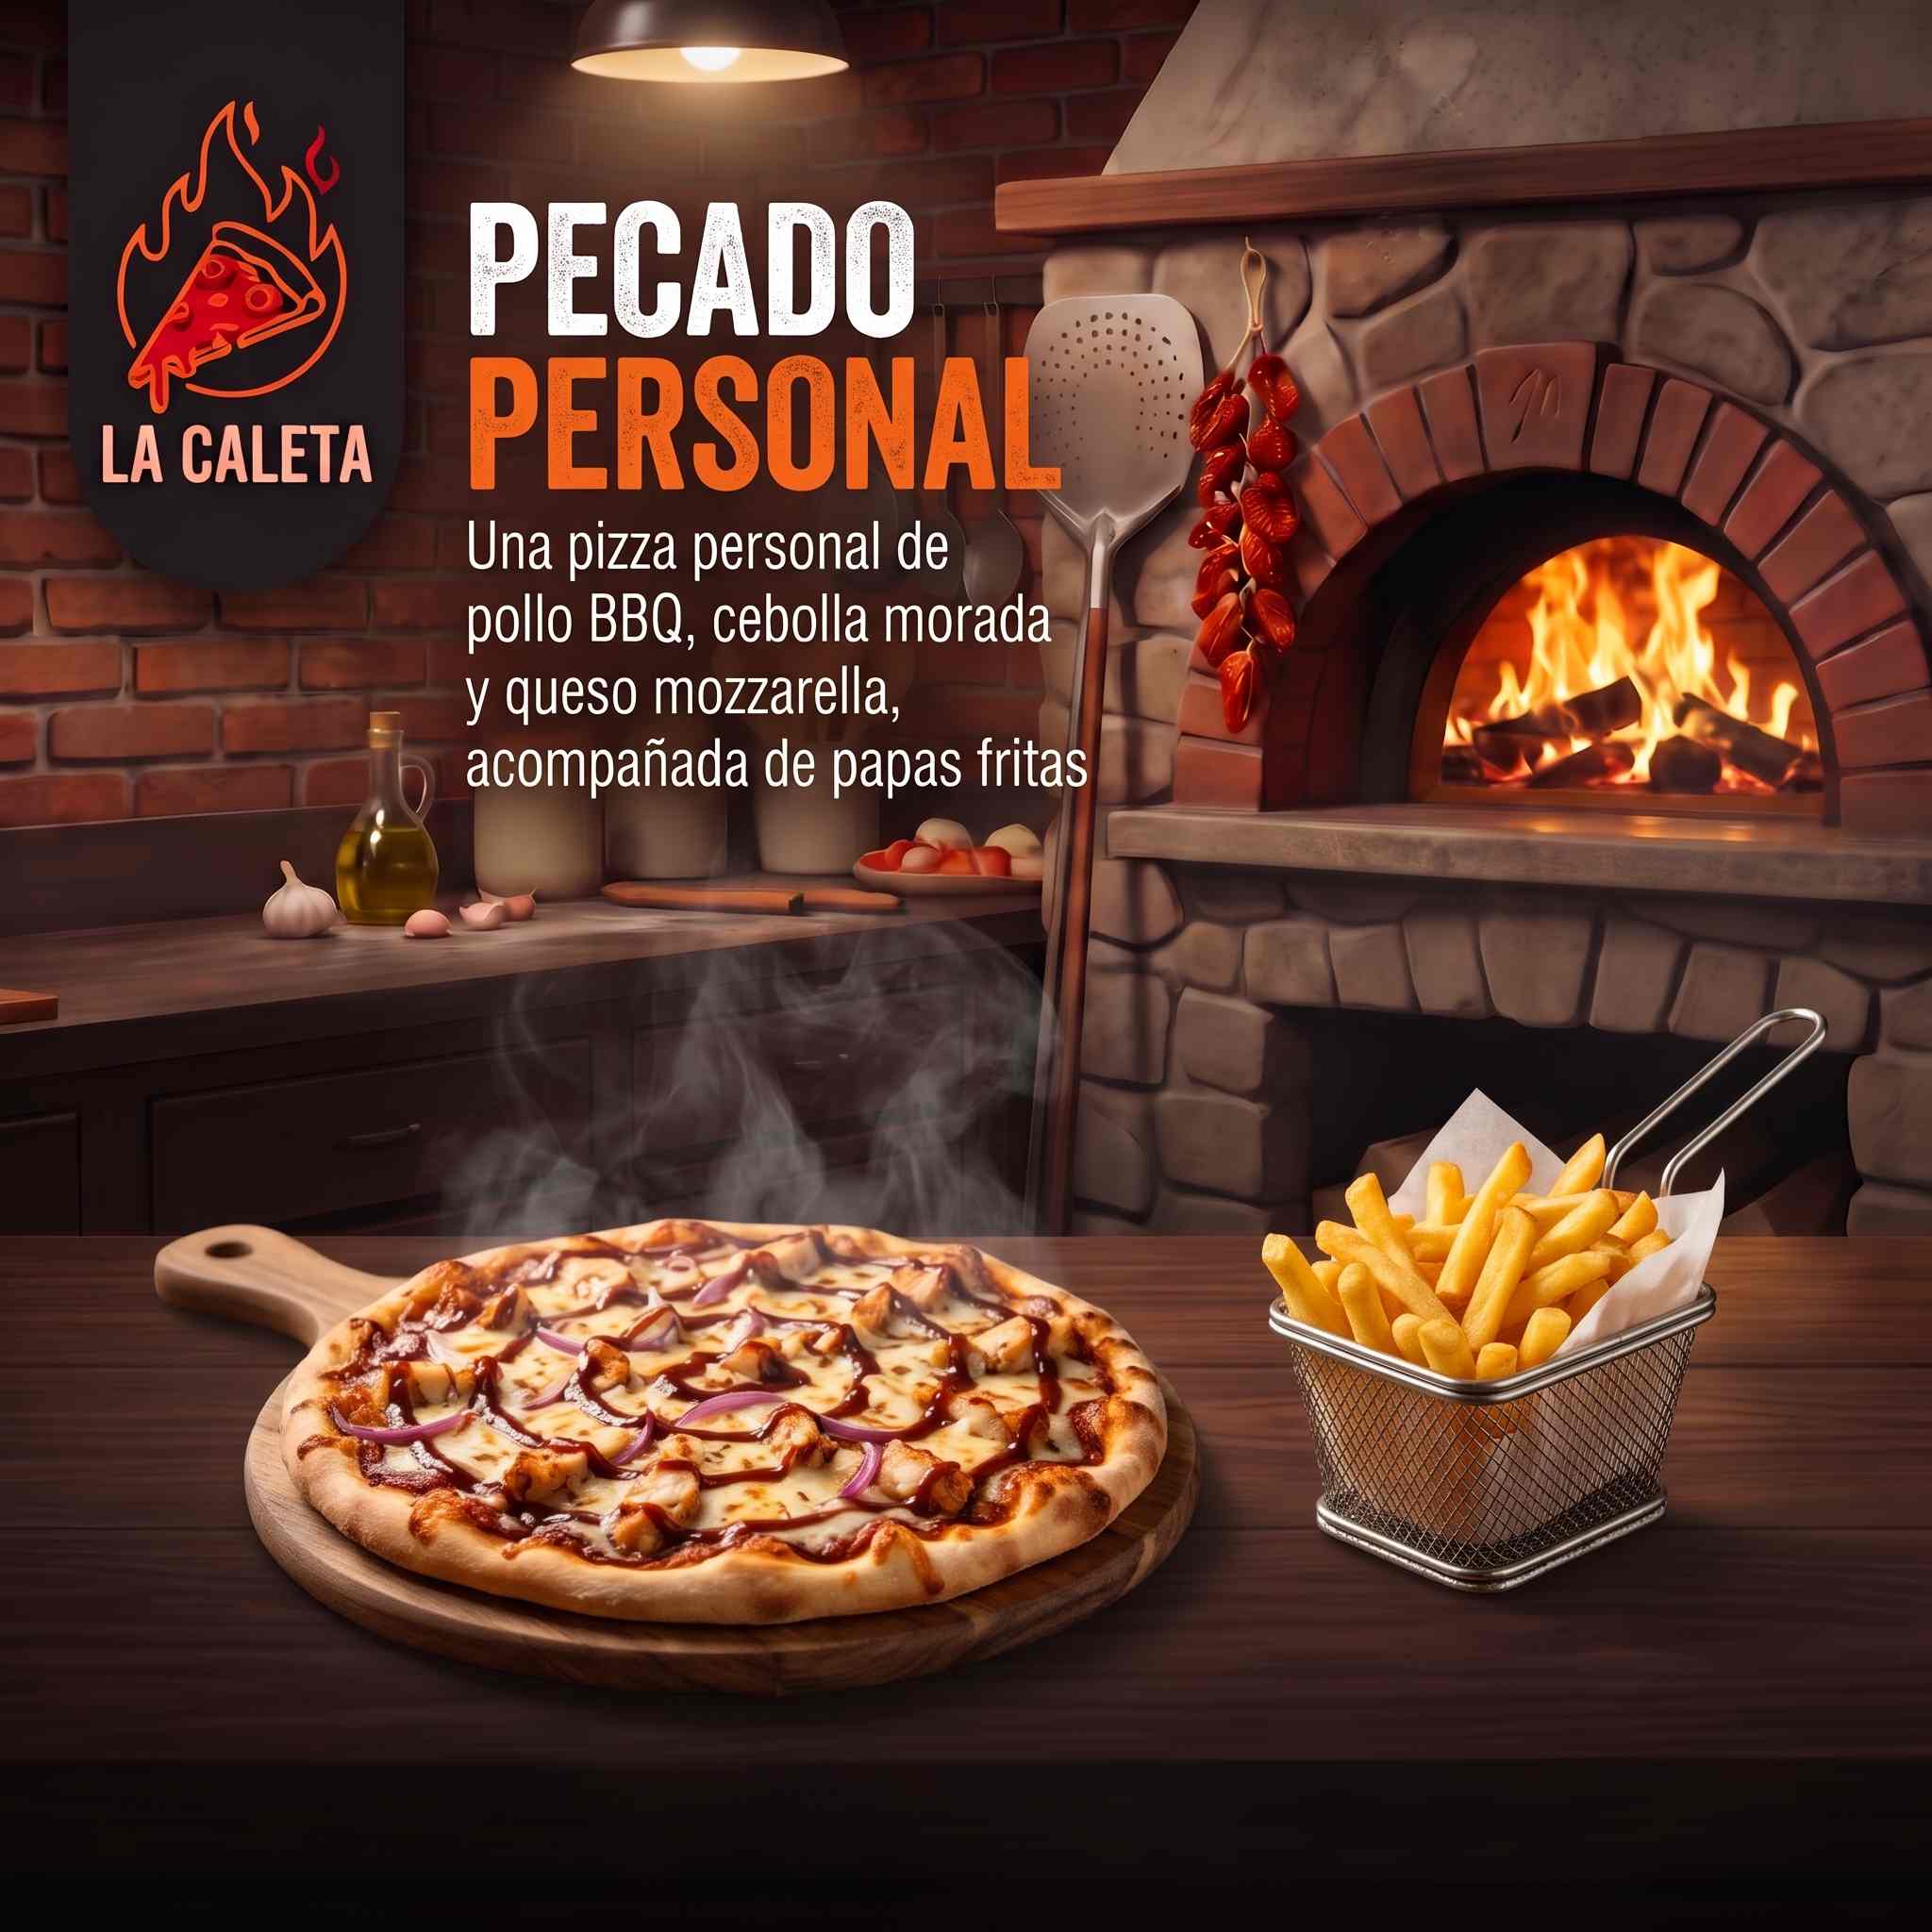 LA CALETA
PECADO
PERSONAL
Una pizza personal de
pollo BBQ, cebolla morada
y queso mozzarella,
acompañada de papas fritas